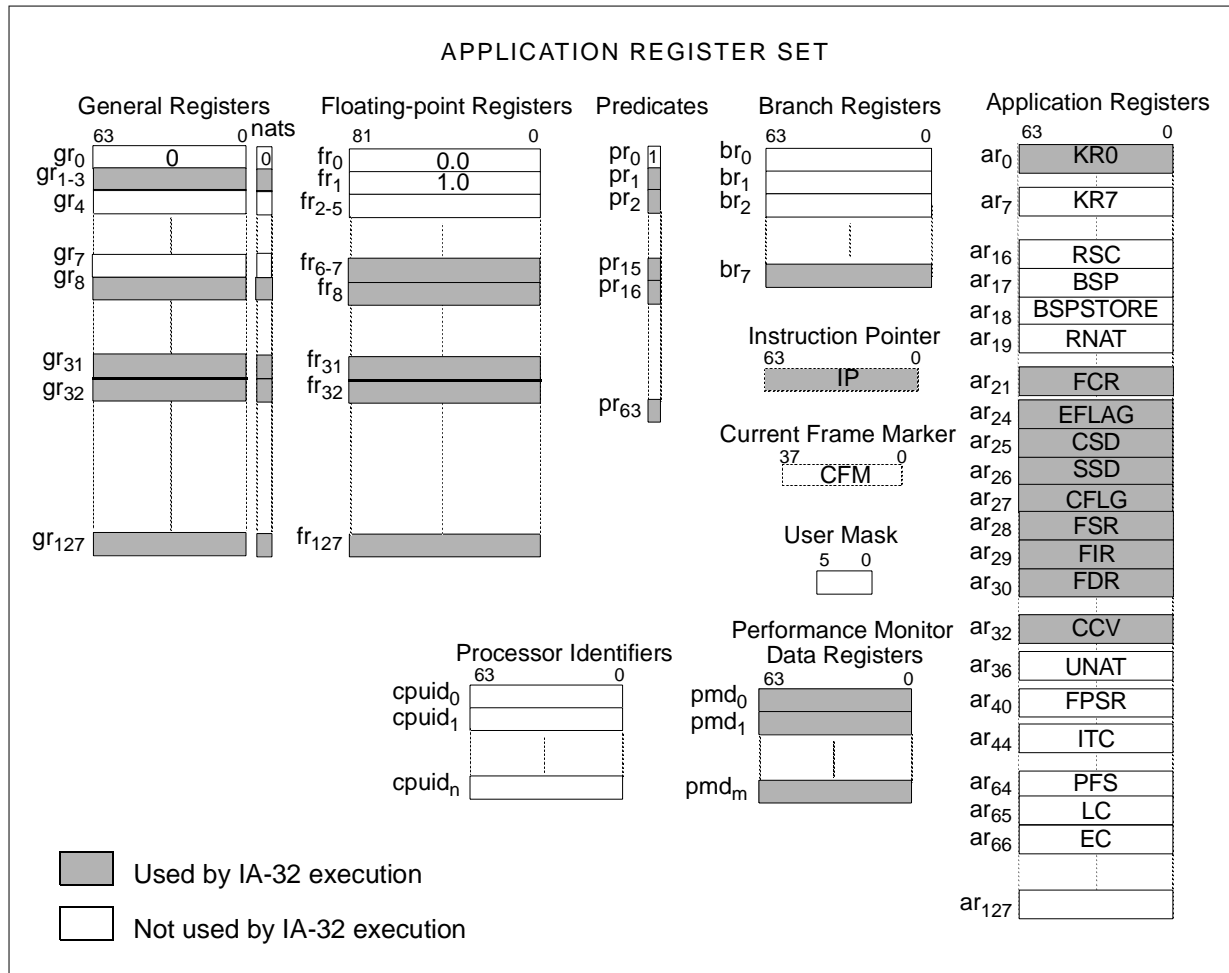 APPLICATION REGISTER SET
General Registers
63 0
nats
gr0 0 0
gr1-3
gr4
gr7
gr8
gr31
gr32
gr127
Floating-point Registers
81 0
fr0 0.0
fr1 1.0
fr2-5
fr6-7
fr8
fr31
fr32
fr127
Predicates
pr0 1
pr1
pr2
pr15
pr16
pr63
Branch Registers
63 0
br0
br1
br2
br7
Instruction Pointer
63 0
IP
Current Frame Marker
37 0
CFM
User Mask
5 0
Processor Identifiers
63 0
cpuid0
cpuid1
cpuidn
Performance Monitor
Data Registers
63 0
pmd0
pmd1
pmdm
Application Registers
63 0
ar0 KR0
ar7 KR7
ar16 RSC
ar17 BSP
ar18 BSPSTORE
ar19 RNAT
ar21 FCR
ar24 EFLAG
ar25 CSD
ar26 SSD
ar27 CFLG
ar28 FSR
ar29 FIR
ar30 FDR
ar32 CCV
ar36 UNAT
ar40 FPSR
ar44 ITC
ar64 PFS
ar65 LC
ar66 EC
ar127
Used by IA-32 execution
Not used by IA-32 execution